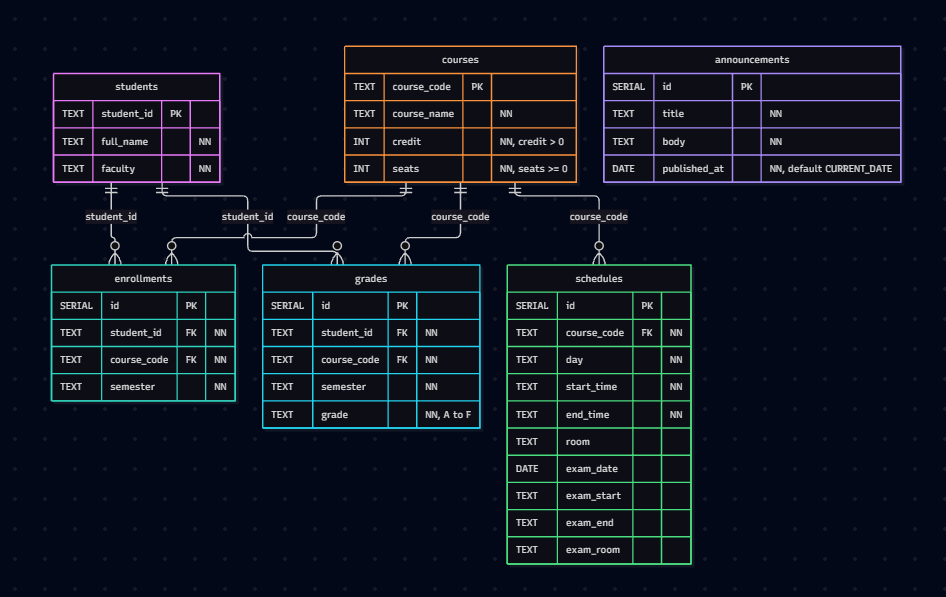 students
TEXT student_id PK
TEXT full_name NN
TEXT faculty NN
courses
TEXT course_code PK
TEXT course_name NN
INT credit NN, credit > 0
INT seats NN, seats >= 0
announcements
SERIAL id PK
TEXT title NN
TEXT body NN
DATE published_at NN, default CURRENT_DATE
student_id
student_id
course_code
course_code
course_code
enrollments
SERIAL id PK
TEXT student_id FK NN
TEXT course_code FK NN
TEXT semester NN
grades
SERIAL id PK
TEXT student_id FK NN
TEXT course_code FK NN
TEXT semester NN
TEXT grade NN, A to F
schedules
SERIAL id PK
TEXT course_code FK NN
TEXT day NN
TEXT start_time NN
TEXT end_time NN
TEXT room
DATE exam_date
TEXT exam_start
TEXT exam_end
TEXT exam_room